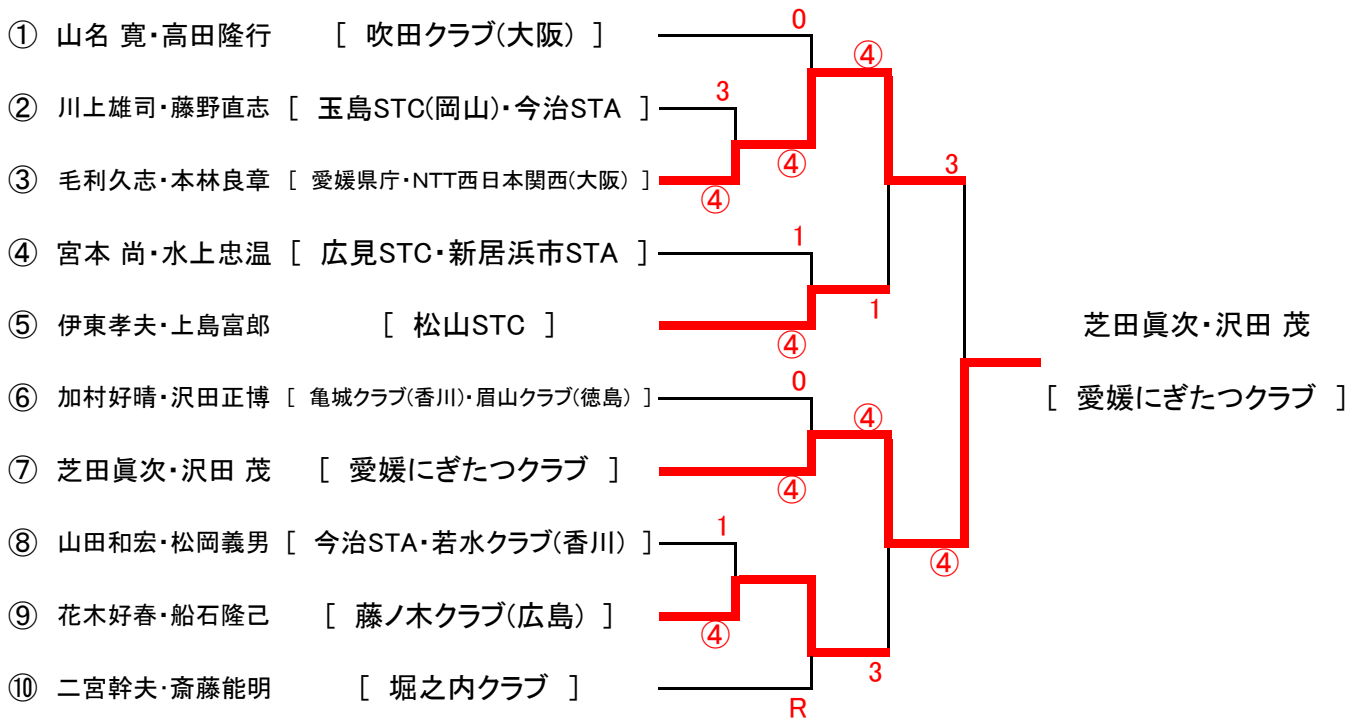 0
① 山名 寛・高田隆行 [ 吹田クラブ(大阪) ]
④
3
② 川上雄司・藤野直志 [ 玉島STC(岡山)・今治STA ]
④
3
③ 毛利久志・本林良章 [ 愛媛県庁・NTT西日本関西(大阪) ]
④
1
④ 宮本 尚・水上忠温 [ 広見STC・新居浜市STA ]
1
⑤ 伊東孝夫・上島富郎 [ 松山STC ]
④
芝田眞次・沢田 茂
0
⑥ 加村好晴・沢田正博 [ 亀城クラブ(香川)・眉山クラブ(徳島) ]
[ 愛媛にぎたつクラブ ]
④
⑦ 芝田眞次・沢田 茂 [ 愛媛にぎたつクラブ ]
④
1
⑧ 山田和宏・松岡義男 [ 今治STA・若水クラブ(香川) ]
④
⑨ 花木好春・船石隆己 [ 藤ノ木クラブ(広島) ]
④
3
⑩ 二宮幹夫・斎藤能明 [ 堀之内クラブ ]
R